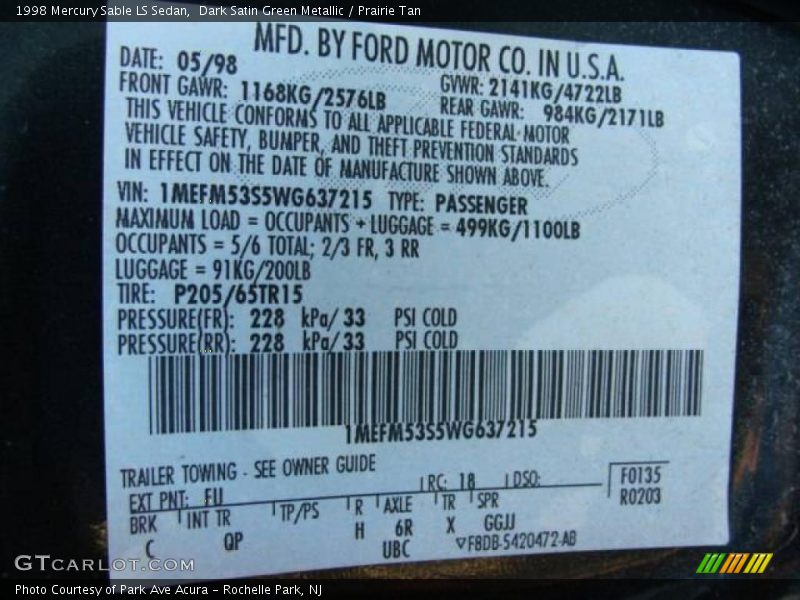 1998 Mercury Sable LS Sedan,  Dark Satin Green Metallic / Prairie Tan
MFD. BY FORD MOTOR CO. IN U.S.A.
DATE: 05/98
GVWR: 2141KG/4722LB
FRONT GAWR: 1168KG/2576LB
REAR GAWR: 984KG/2171LB
THIS VEHICLE CONFORMS TO ALL APPLICABLE FEDERAL MOTOR
VEHICLE SAFETY, BUMPER, AND THEFT PREVENTION STANDARDS
IN EFFECT ON THE DATE OF MANUFACTURE SHOWN ABOVE.
VIN: 1MEFM53S5WG637215 TYPE: PASSENGER
MAXIMUM LOAD = OCCUPANTS + LUGGAGE = 499KG/1100LB
OCCUPANTS = 5/6 TOTAL; 2/3 FR, 3 RR
LUGGAGE = 91KG/200LB
TIRE: P205/65TR15
PRESSURE(FR): 228 kPa/33 PSI COLD
PRESSURE(RR): 228 kPa/33 PSI COLD
1MEFM53S5WG637215
TRAILER TOWING - SEE OWNER GUIDE
EXT PNT: FU RC: 18 DSO: F0135
R0203
BRK INT TR TP/PS R AXLE TR SPR
C QP H 6R X GGJJ
UBC F8DB-5420472-AB
GTCARLOT.COM
Photo Courtesy of Park Ave Acura - Rochelle Park, NJ